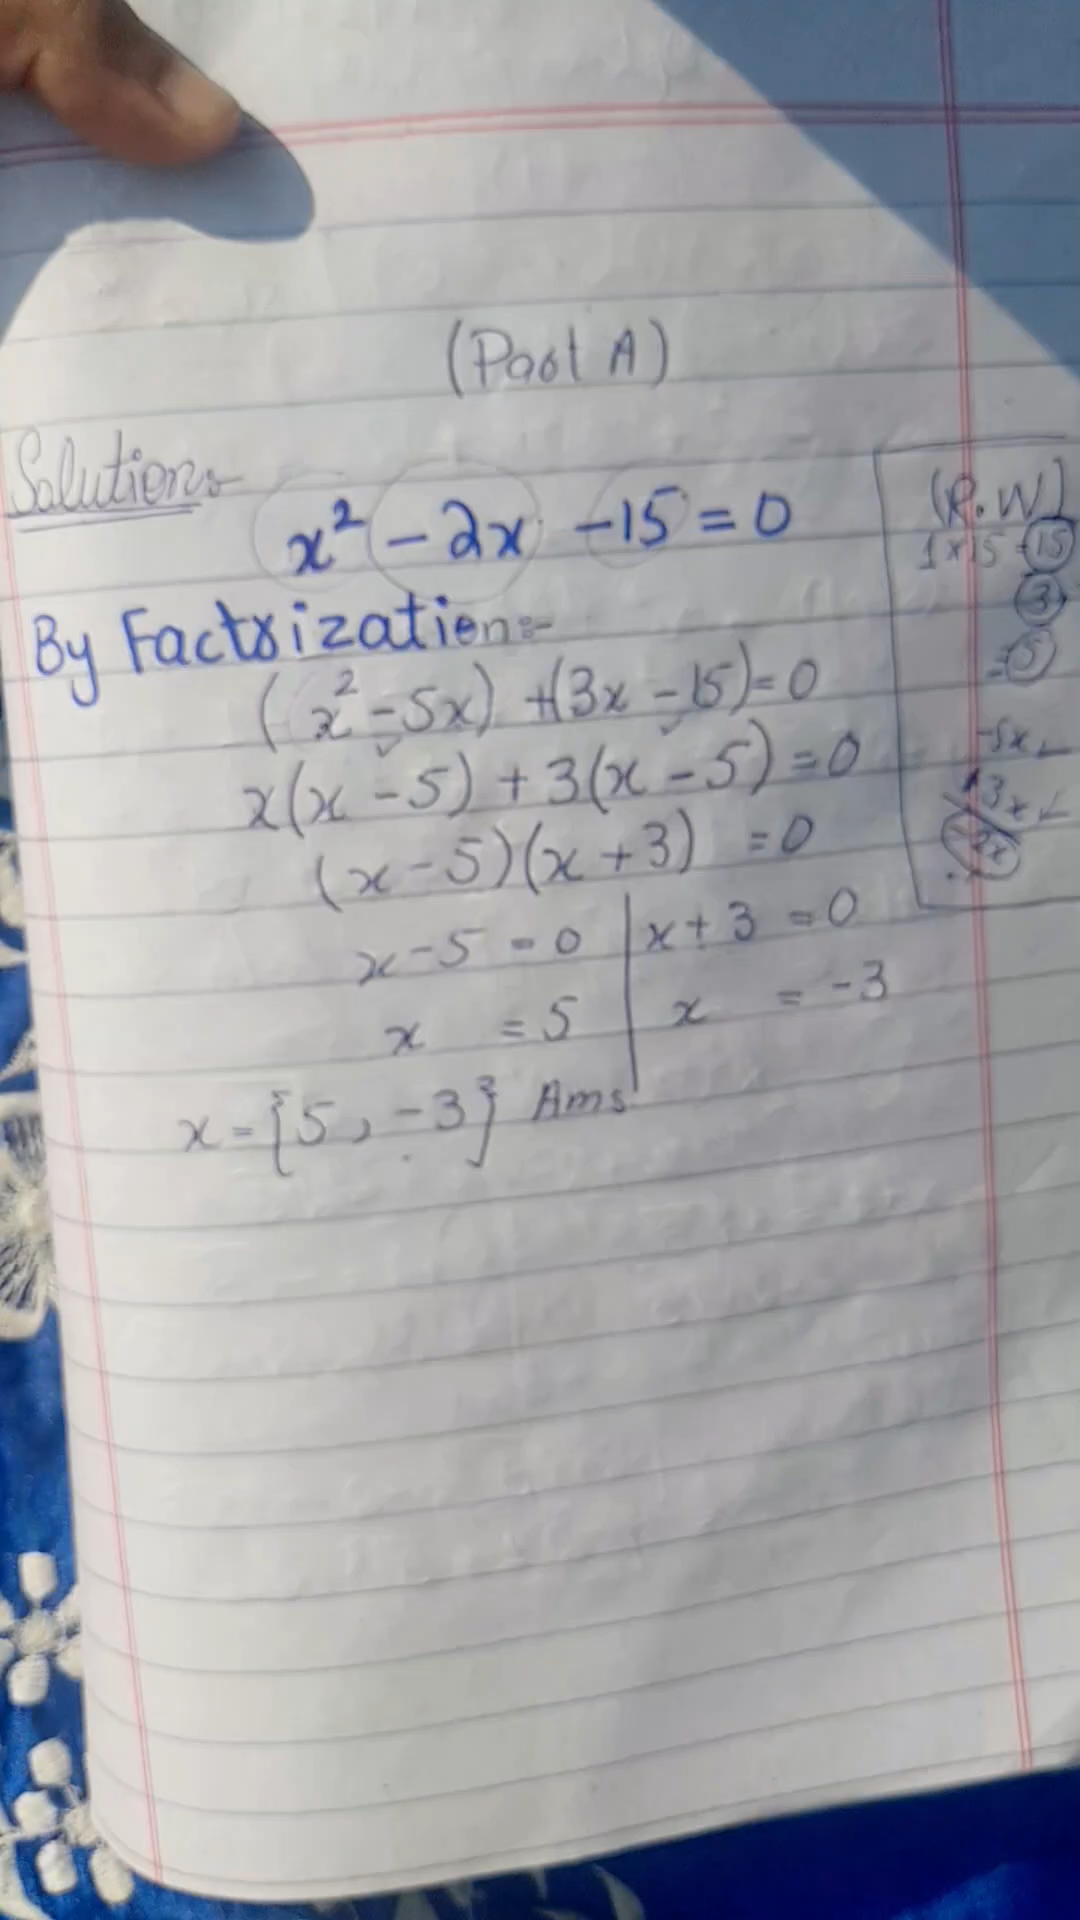 (Part A)
Solution:-
x² - 2x - 15 = 0
By Factrization:-
(x² - 5x) + (3x - 15) = 0
x(x - 5) + 3(x - 5) = 0
(x - 5)(x + 3) = 0
x - 5 = 0 | x + 3 = 0
x = 5 | x = -3
x = {5, -3} Ans
(R.W)
1 x 15 = 15
3
= 5
-5x
+3x
-2x